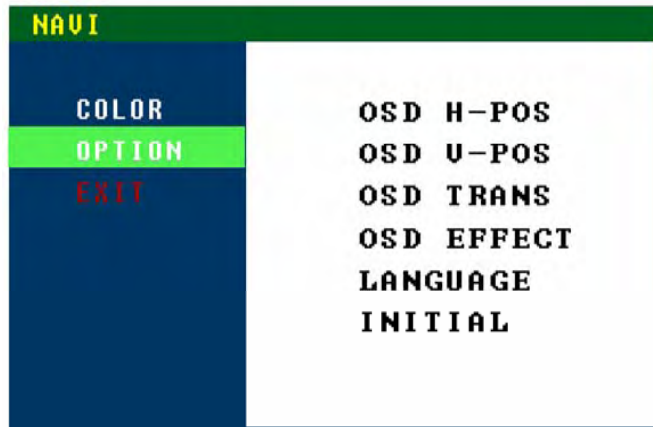 NAVI
COLOR
OPTION
EXIT
OSD H-POS
OSD V-POS
OSD TRANS
OSD EFFECT
LANGUAGE
INITIAL